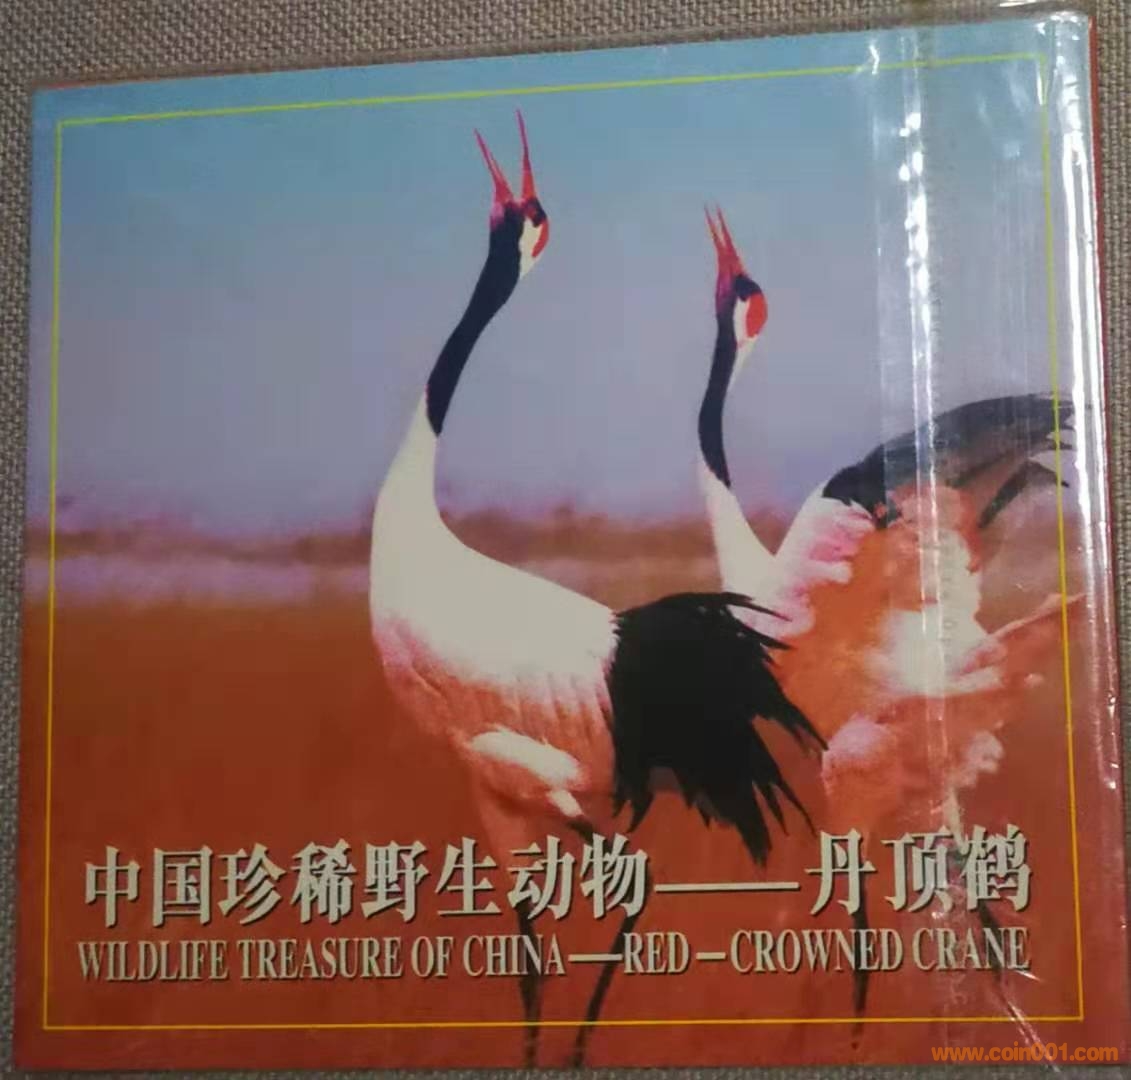 中国珍稀野生动物——丹顶鹤
WILDLIFE TREASURE OF CHINA—RED-CROWNED CRANE
www.coin001.com